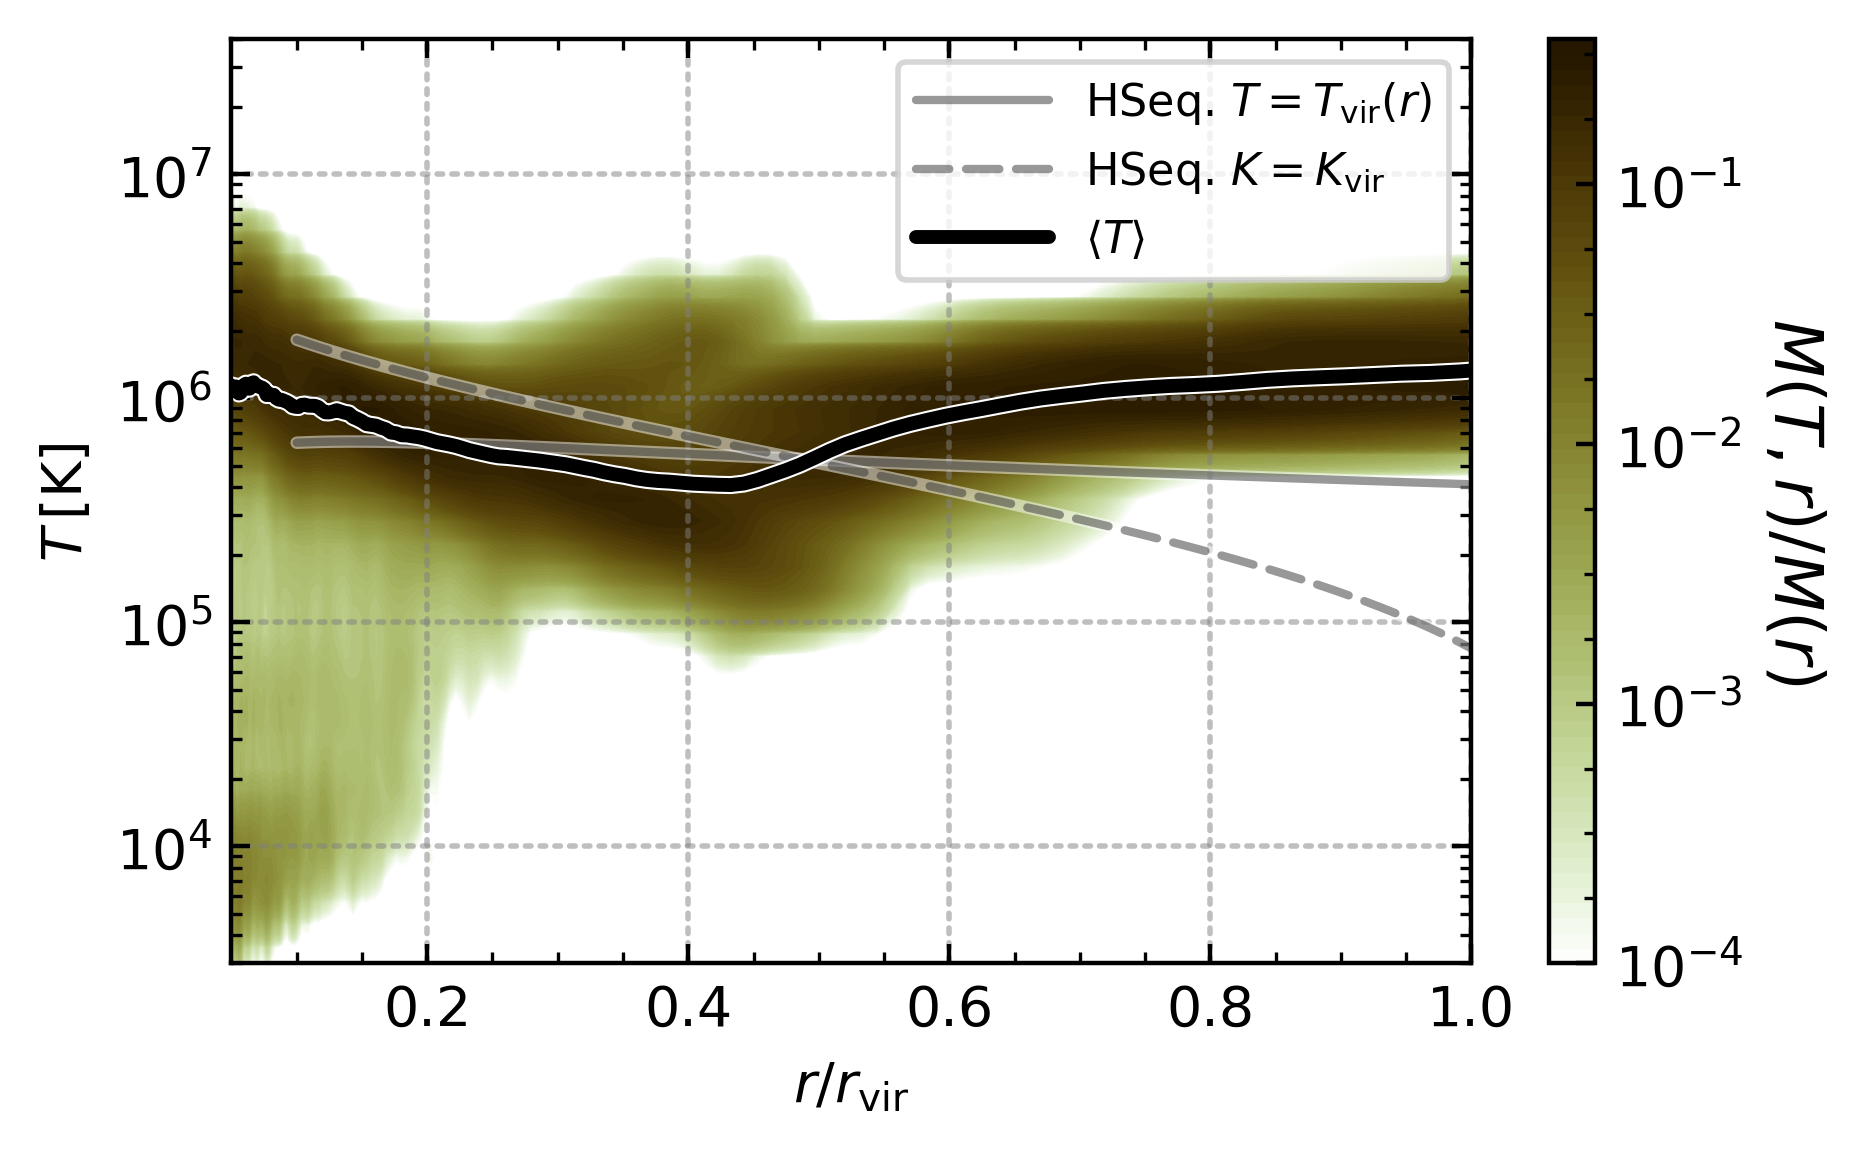 HSeq. T = T_vir(r)
HSeq. K = K_vir
⟨T⟩
10^7
10^6
10^5
10^4
T [K]
0.2 0.4 0.6 0.8 1.0
r/r_vir
10^−1
10^−2
10^−3
10^−4
M(T, r)/M(r)